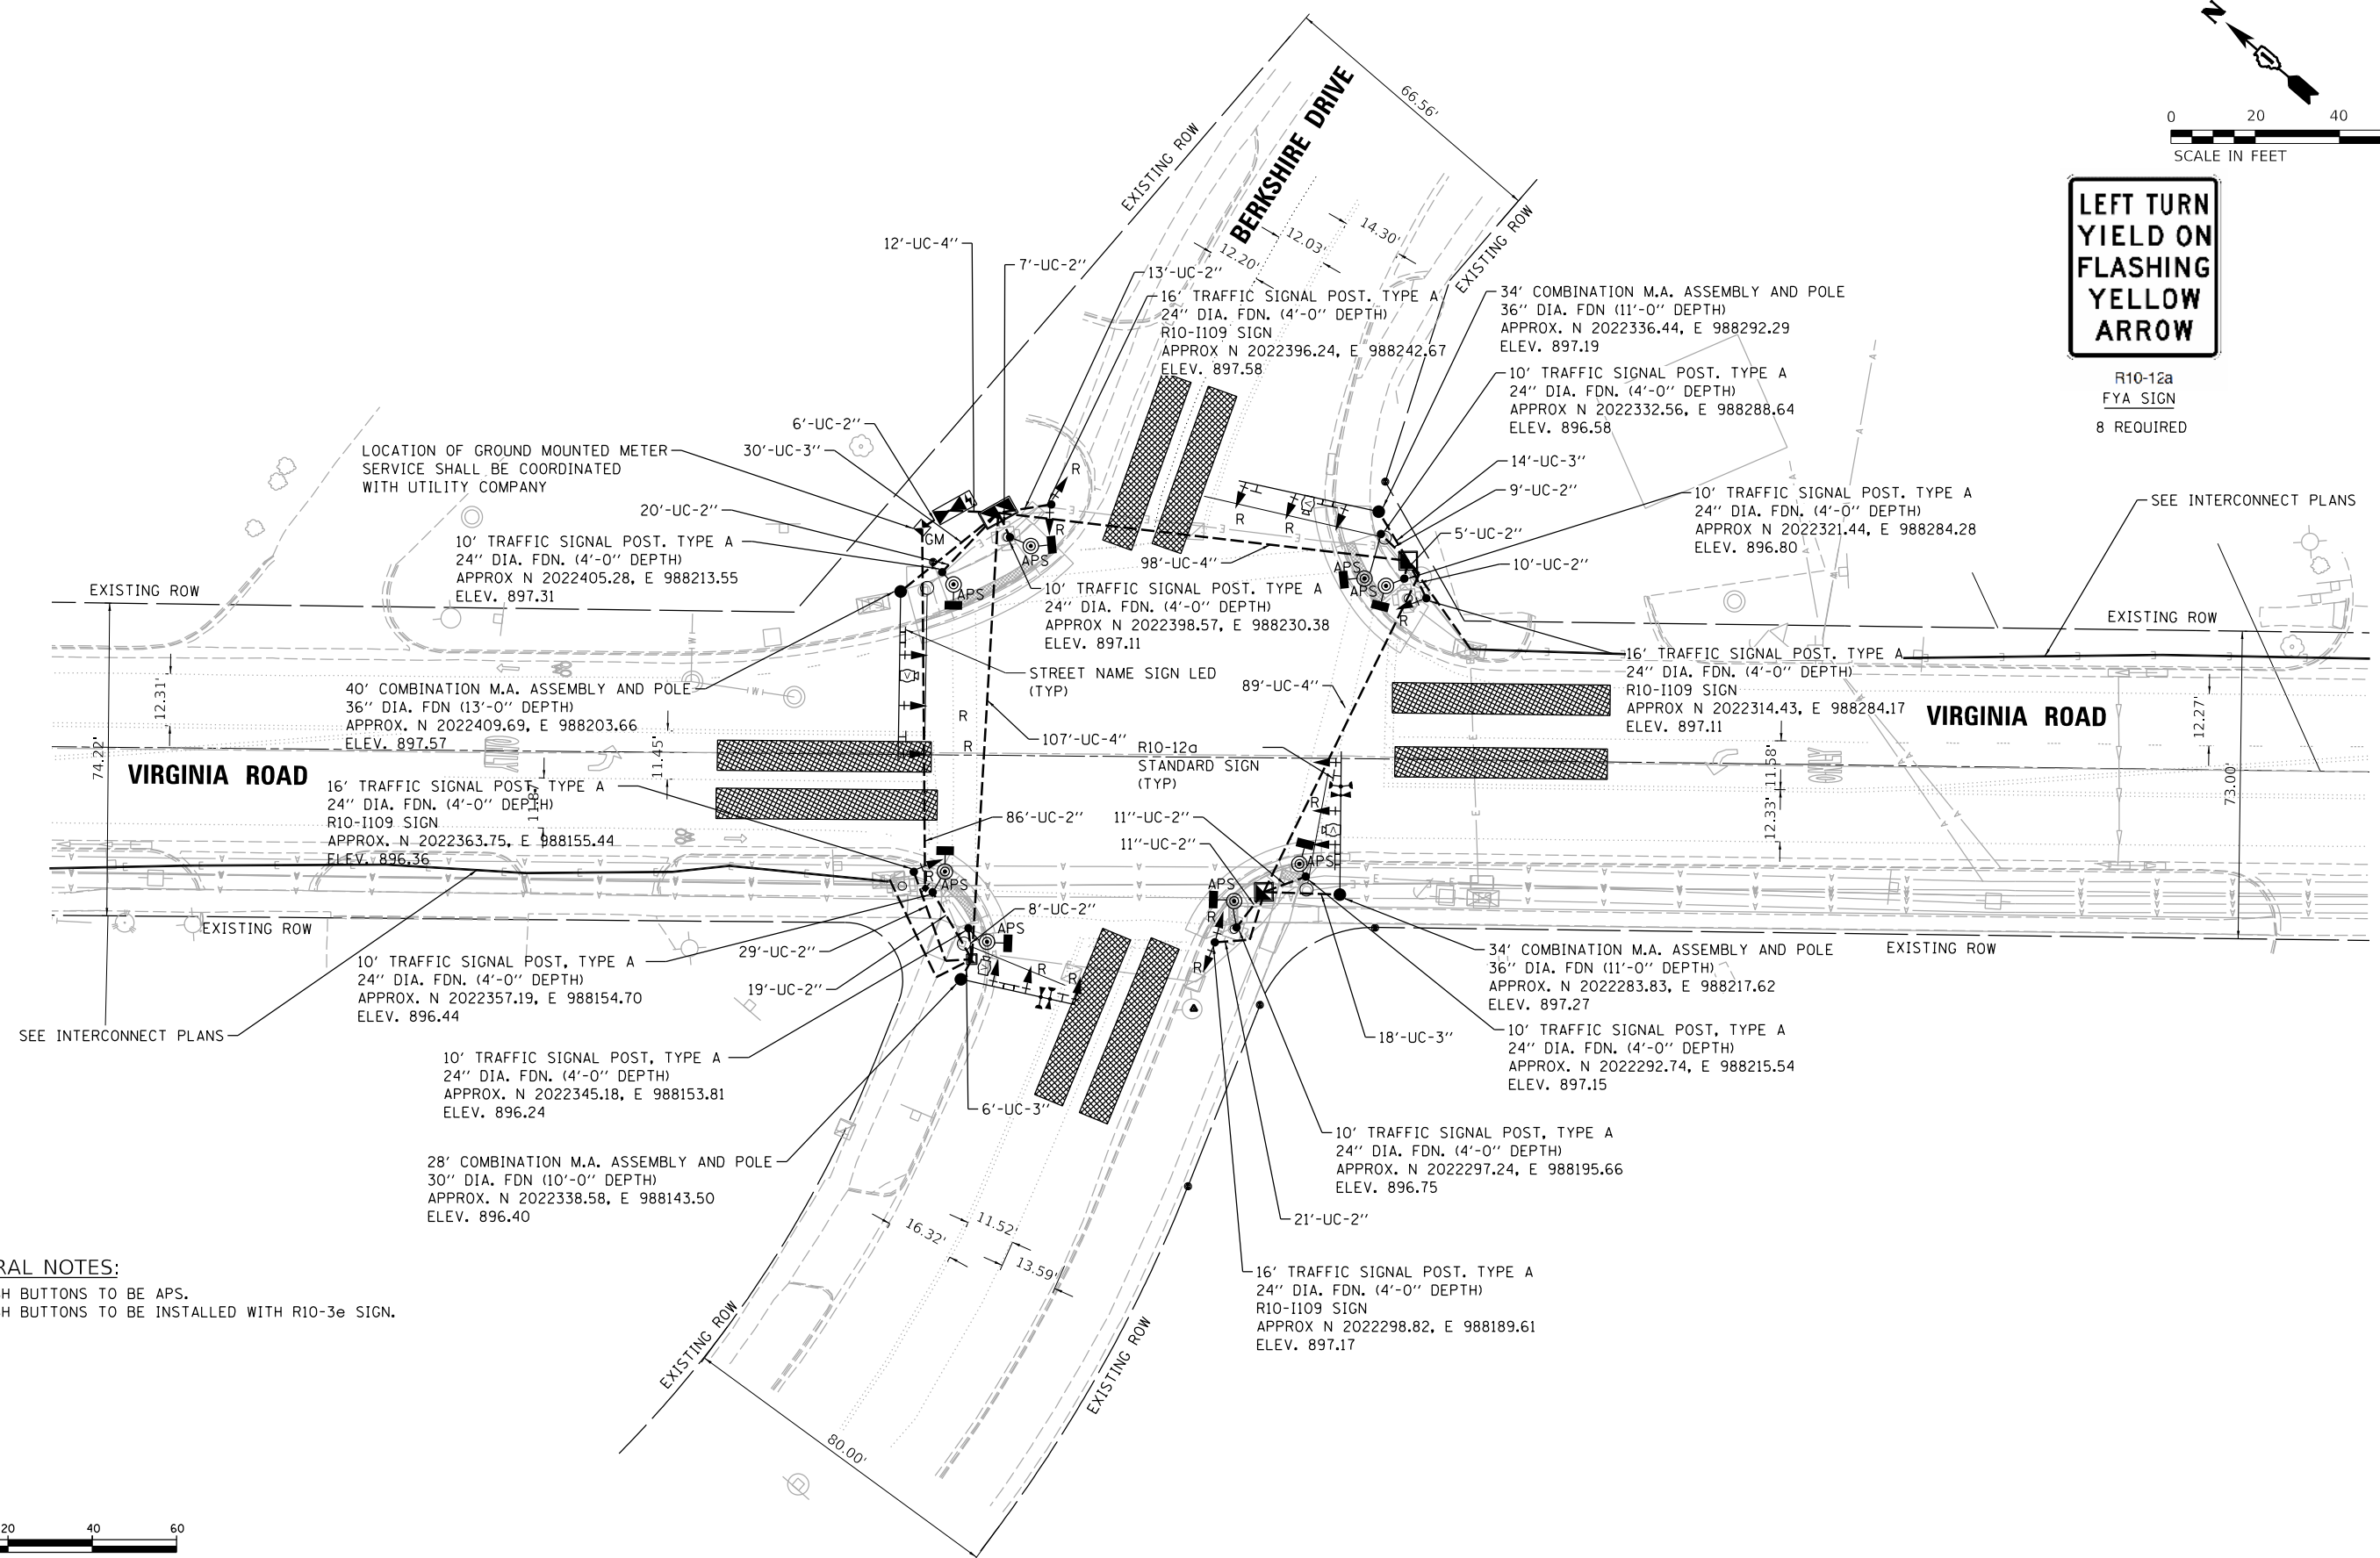 N
0 20 40
SCALE IN FEET
LEFT TURN
YIELD ON
FLASHING
YELLOW
ARROW
R10-12a
FYA SIGN
8 REQUIRED
66.56'
EXISTING ROW
BERKSHIRE DRIVE
12.20'
12.03'
14.30'
EXISTING ROW
12'-UC-4''
7'-UC-2''
13'-UC-2''
16' TRAFFIC SIGNAL POST. TYPE A
24'' DIA. FDN. (4'-0'' DEPTH)
R10-I109 SIGN
APPROX N 2022396.24, E 988242.67
ELEV. 897.58
34' COMBINATION M.A. ASSEMBLY AND POLE
36'' DIA. FDN (11'-0'' DEPTH)
APPROX. N 2022336.44, E 988292.29
ELEV. 897.19
10' TRAFFIC SIGNAL POST. TYPE A
24'' DIA. FDN. (4'-0'' DEPTH)
APPROX N 2022332.56, E 988288.64
ELEV. 896.58
14'-UC-3''
9'-UC-2''
5'-UC-2''
10'-UC-2''
10' TRAFFIC SIGNAL POST. TYPE A
24'' DIA. FDN. (4'-0'' DEPTH)
APPROX N 2022321.44, E 988284.28
ELEV. 896.80
SEE INTERCONNECT PLANS
6'-UC-2''
30'-UC-3''
LOCATION OF GROUND MOUNTED METER
SERVICE SHALL BE COORDINATED
WITH UTILITY COMPANY
20'-UC-2''
GM
10' TRAFFIC SIGNAL POST. TYPE A
24'' DIA. FDN. (4'-0'' DEPTH)
APPROX N 2022405.28, E 988213.55
ELEV. 897.31
R
R
APS
APS
R
R
98'-UC-4''
APS
APS
R
10' TRAFFIC SIGNAL POST. TYPE A
24'' DIA. FDN. (4'-0'' DEPTH)
APPROX N 2022398.57, E 988230.38
ELEV. 897.11
EXISTING ROW
EXISTING ROW
STREET NAME SIGN LED
(TYP)
89'-UC-4''
16' TRAFFIC SIGNAL POST. TYPE A
24'' DIA. FDN. (4'-0'' DEPTH)
R10-I109 SIGN
APPROX N 2022314.43, E 988284.17
ELEV. 897.11
40' COMBINATION M.A. ASSEMBLY AND POLE
36'' DIA. FDN (13'-0'' DEPTH)
APPROX. N 2022409.69, E 988203.66
ELEV. 897.57
12.31'
74.22'
11.45'
ONLY
R
R
107'-UC-4''
R10-12a
STANDARD SIGN
(TYP)
VIRGINIA ROAD
VIRGINIA ROAD
12.27'
11.58'
12.33'
ONLY
73.00'
16' TRAFFIC SIGNAL POST, TYPE A
24'' DIA. FDN. (4'-0'' DEPTH)
R10-I109 SIGN
APPROX. N 2022363.75, E 988155.44
ELEV. 896.36
86'-UC-2''
11''-UC-2''
11''-UC-2''
R
APS
R
APS
APS
R
EXISTING ROW
8'-UC-2''
APS
R
R
R
R
29'-UC-2''
19'-UC-2''
10' TRAFFIC SIGNAL POST, TYPE A
24'' DIA. FDN. (4'-0'' DEPTH)
APPROX. N 2022357.19, E 988154.70
ELEV. 896.44
34' COMBINATION M.A. ASSEMBLY AND POLE
36'' DIA. FDN (11'-0'' DEPTH)
APPROX. N 2022283.83, E 988217.62
ELEV. 897.27
EXISTING ROW
SEE INTERCONNECT PLANS
18'-UC-3''
10' TRAFFIC SIGNAL POST, TYPE A
24'' DIA. FDN. (4'-0'' DEPTH)
APPROX. N 2022292.74, E 988215.54
ELEV. 897.15
10' TRAFFIC SIGNAL POST, TYPE A
24'' DIA. FDN. (4'-0'' DEPTH)
APPROX. N 2022345.18, E 988153.81
ELEV. 896.24
6'-UC-3''
10' TRAFFIC SIGNAL POST, TYPE A
24'' DIA. FDN. (4'-0'' DEPTH)
APPROX. N 2022297.24, E 988195.66
ELEV. 896.75
28' COMBINATION M.A. ASSEMBLY AND POLE
30'' DIA. FDN (10'-0'' DEPTH)
APPROX. N 2022338.58, E 988143.50
ELEV. 896.40
21'-UC-2''
16.32'
11.52'
13.59'
16' TRAFFIC SIGNAL POST. TYPE A
24'' DIA. FDN. (4'-0'' DEPTH)
R10-I109 SIGN
APPROX N 2022298.82, E 988189.61
ELEV. 897.17
RAL NOTES:
H BUTTONS TO BE APS.
H BUTTONS TO BE INSTALLED WITH R10-3e SIGN.
EXISTING ROW
EXISTING ROW
80.00'
20 40 60